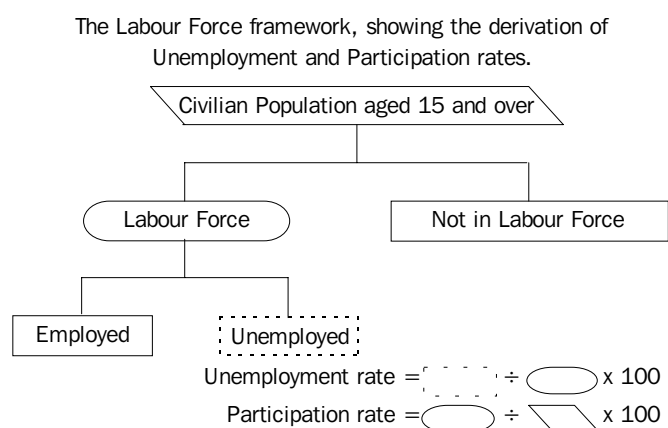 The Labour Force framework, showing the derivation of
Unemployment and Participation rates.
Civilian Population aged 15 and over
Labour Force
Not in Labour Force
Employed
Unemployed
Unemployment rate = ÷ x 100
Participation rate = ÷ x 100